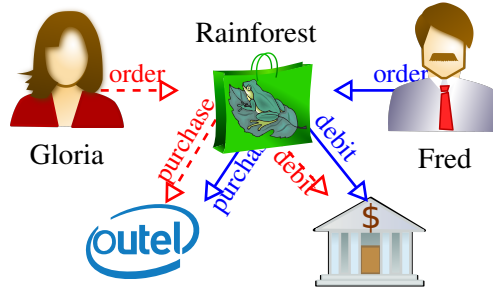 Rainforest
order
order
Gloria
Fred
purchase
purchase
debit
debit
outel
$